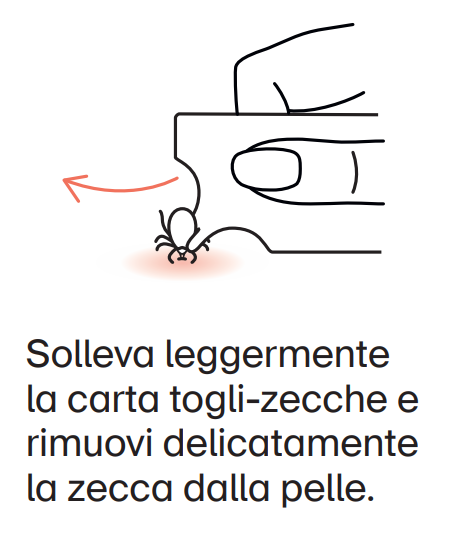 Solleva leggermente
la carta togli-zecche e
rimuovi delicatamente
la zecca dalla pelle.